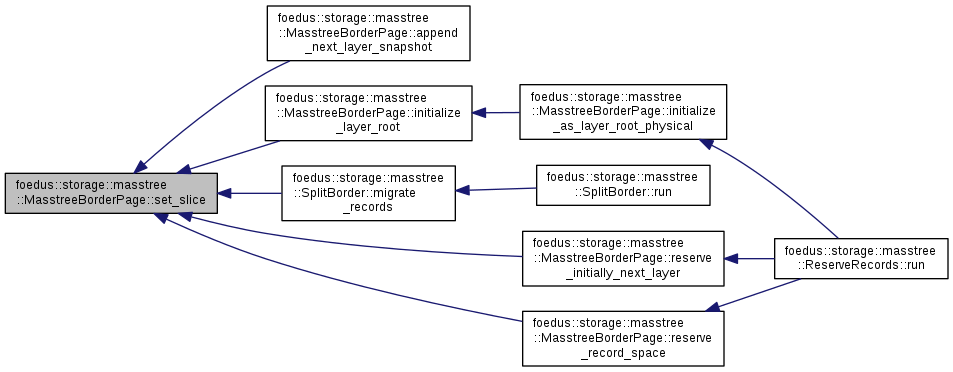 foedus::storage::masstree
::MasstreeBorderPage::append
_next_layer_snapshot
foedus::storage::masstree
::MasstreeBorderPage::initialize
_layer_root
foedus::storage::masstree
::MasstreeBorderPage::initialize
_as_layer_root_physical
foedus::storage::masstree
::MasstreeBorderPage::set_slice
foedus::storage::masstree
::SplitBorder::migrate
_records
foedus::storage::masstree
::SplitBorder::run
foedus::storage::masstree
::MasstreeBorderPage::reserve
_initially_next_layer
foedus::storage::masstree
::ReserveRecords::run
foedus::storage::masstree
::MasstreeBorderPage::reserve
_record_space